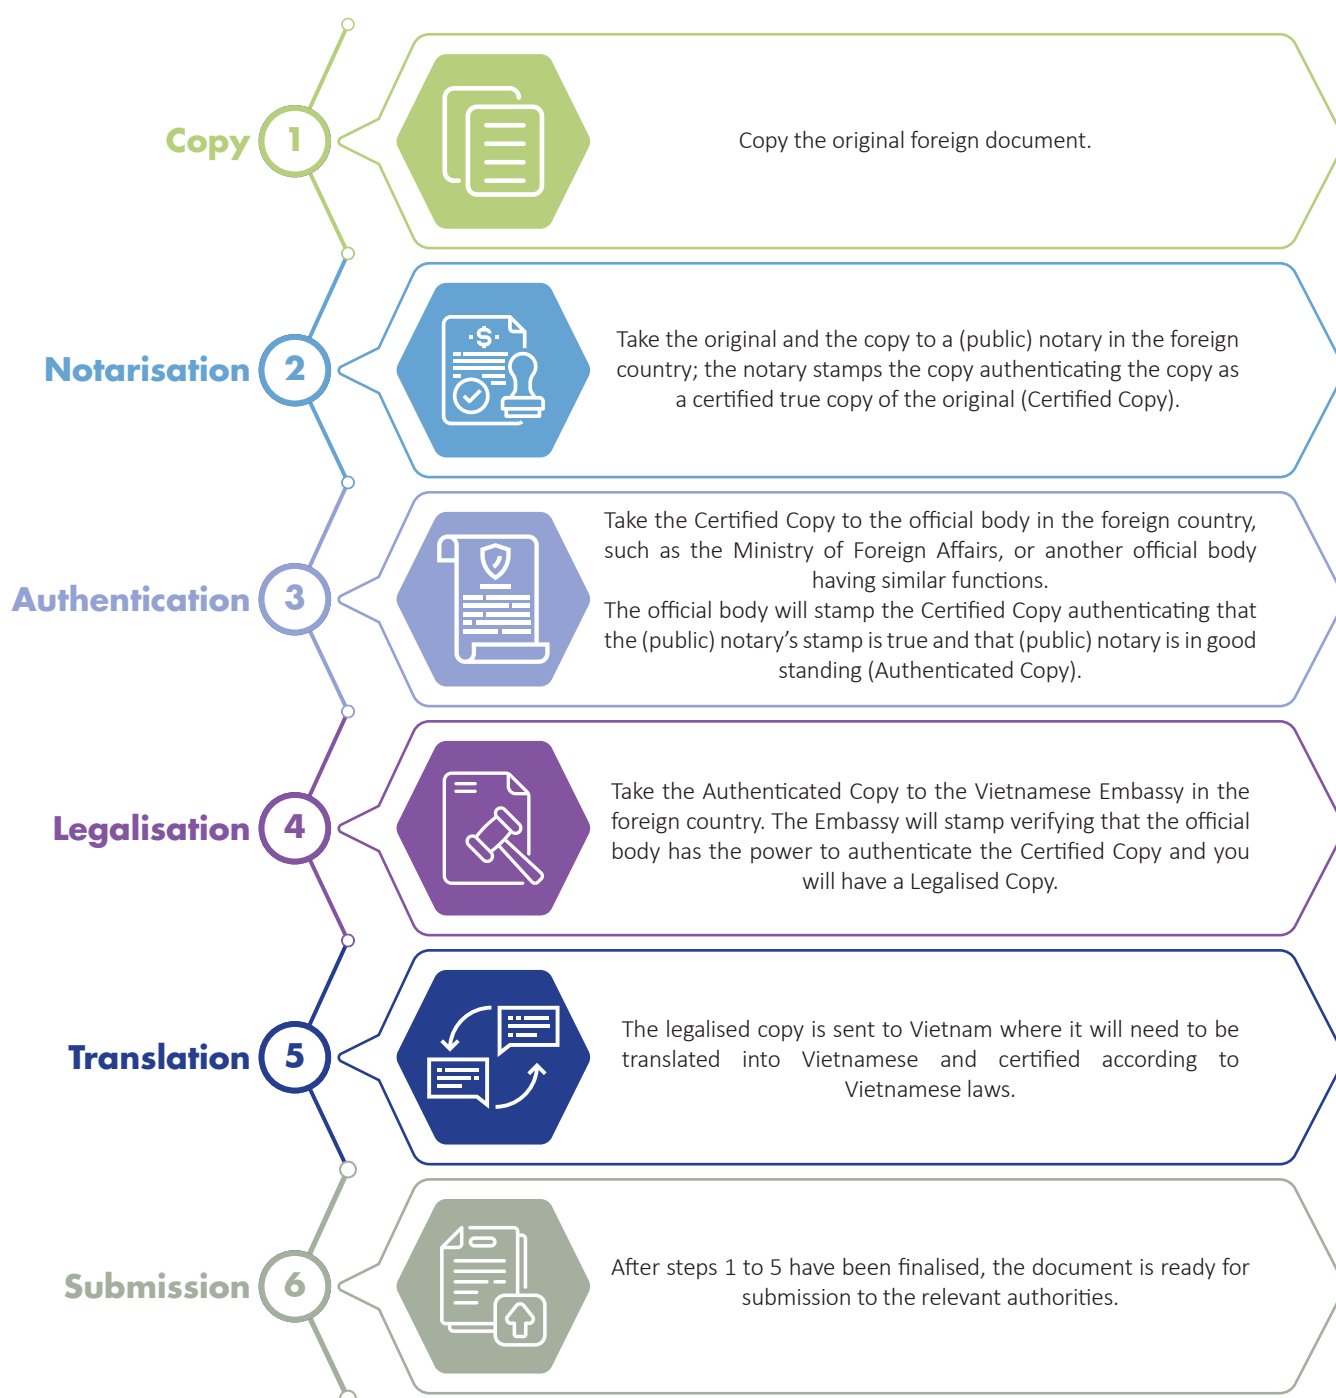 Copy 1
Copy the original foreign document.
Notarisation 2
Take the original and the copy to a (public) notary in the foreign
country; the notary stamps the copy authenticating the copy as
a certified true copy of the original (Certified Copy).
Authentication 3
Take the Certified Copy to the official body in the foreign country,
such as the Ministry of Foreign Affairs, or another official body
having similar functions.
The official body will stamp the Certified Copy authenticating that
the (public) notary’s stamp is true and that (public) notary is in good
standing (Authenticated Copy).
Legalisation 4
Take the Authenticated Copy to the Vietnamese Embassy in the
foreign country. The Embassy will stamp verifying that the official
body has the power to authenticate the Certified Copy and you
will have a Legalised Copy.
Translation 5
The legalised copy is sent to Vietnam where it will need to be
translated into Vietnamese and certified according to
Vietnamese laws.
Submission 6
After steps 1 to 5 have been finalised, the document is ready for
submission to the relevant authorities.